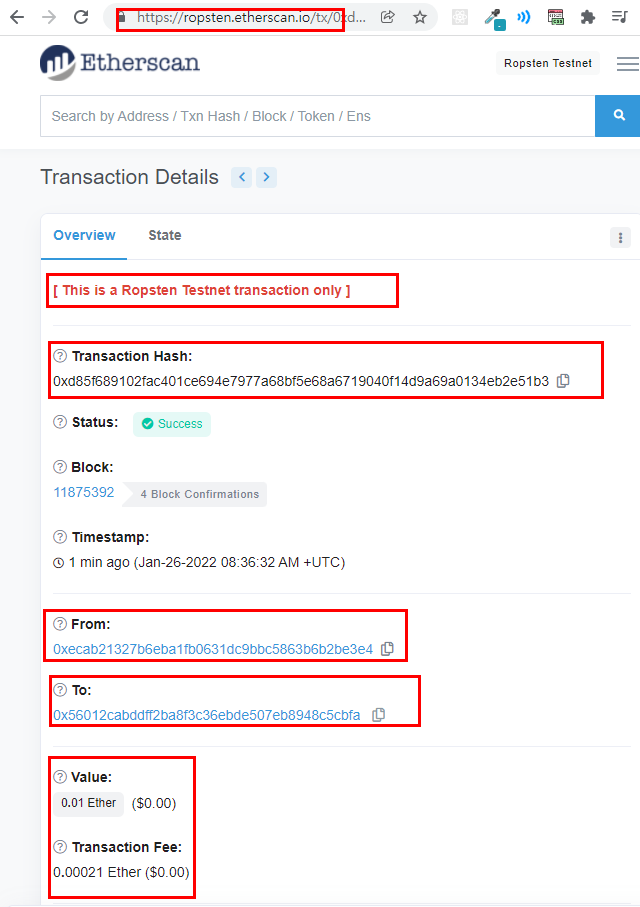 https://ropsten.etherscan.io/tx/0xd...
Etherscan
Ropsten Testnet
Search by Address / Txn Hash / Block / Token / Ens
Transaction Details
Overview State
[ This is a Ropsten Testnet transaction only ]
Transaction Hash:
0xd85f689102fac401ce694e7977a68bf5e68a6719040f14d9a69a0134eb2e51b3
Status: Success
Block:
11875392 4 Block Confirmations
Timestamp:
1 min ago (Jan-26-2022 08:36:32 AM +UTC)
From:
0xecab21327b6eba1fb0631dc9bbc5863b6b2be3e4
To:
0x56012cabddff2ba8f3c36ebde507eb8948c5cbfa
Value:
0.01 Ether ($0.00)
Transaction Fee:
0.00021 Ether ($0.00)